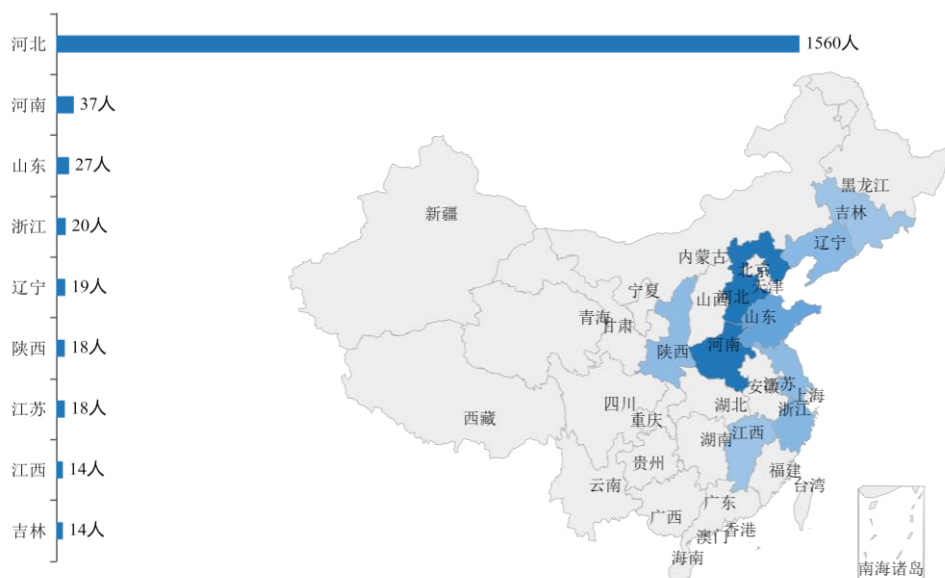 河北 1560人
河南 37人
山东 27人
浙江 20人
辽宁 19人
陕西 18人
江苏 18人
江西 14人
吉林 14人
黑龙江
吉林
新疆
辽宁
内蒙古
北京
天津
宁夏
山西
河北
青海
甘肃
山东
陕西
河南
安徽
江苏
上海
四川
湖北
浙江
西藏
重庆
湖南
江西
贵州
福建
云南
台湾
广东
广西
香港
澳门
海南
南海诸岛